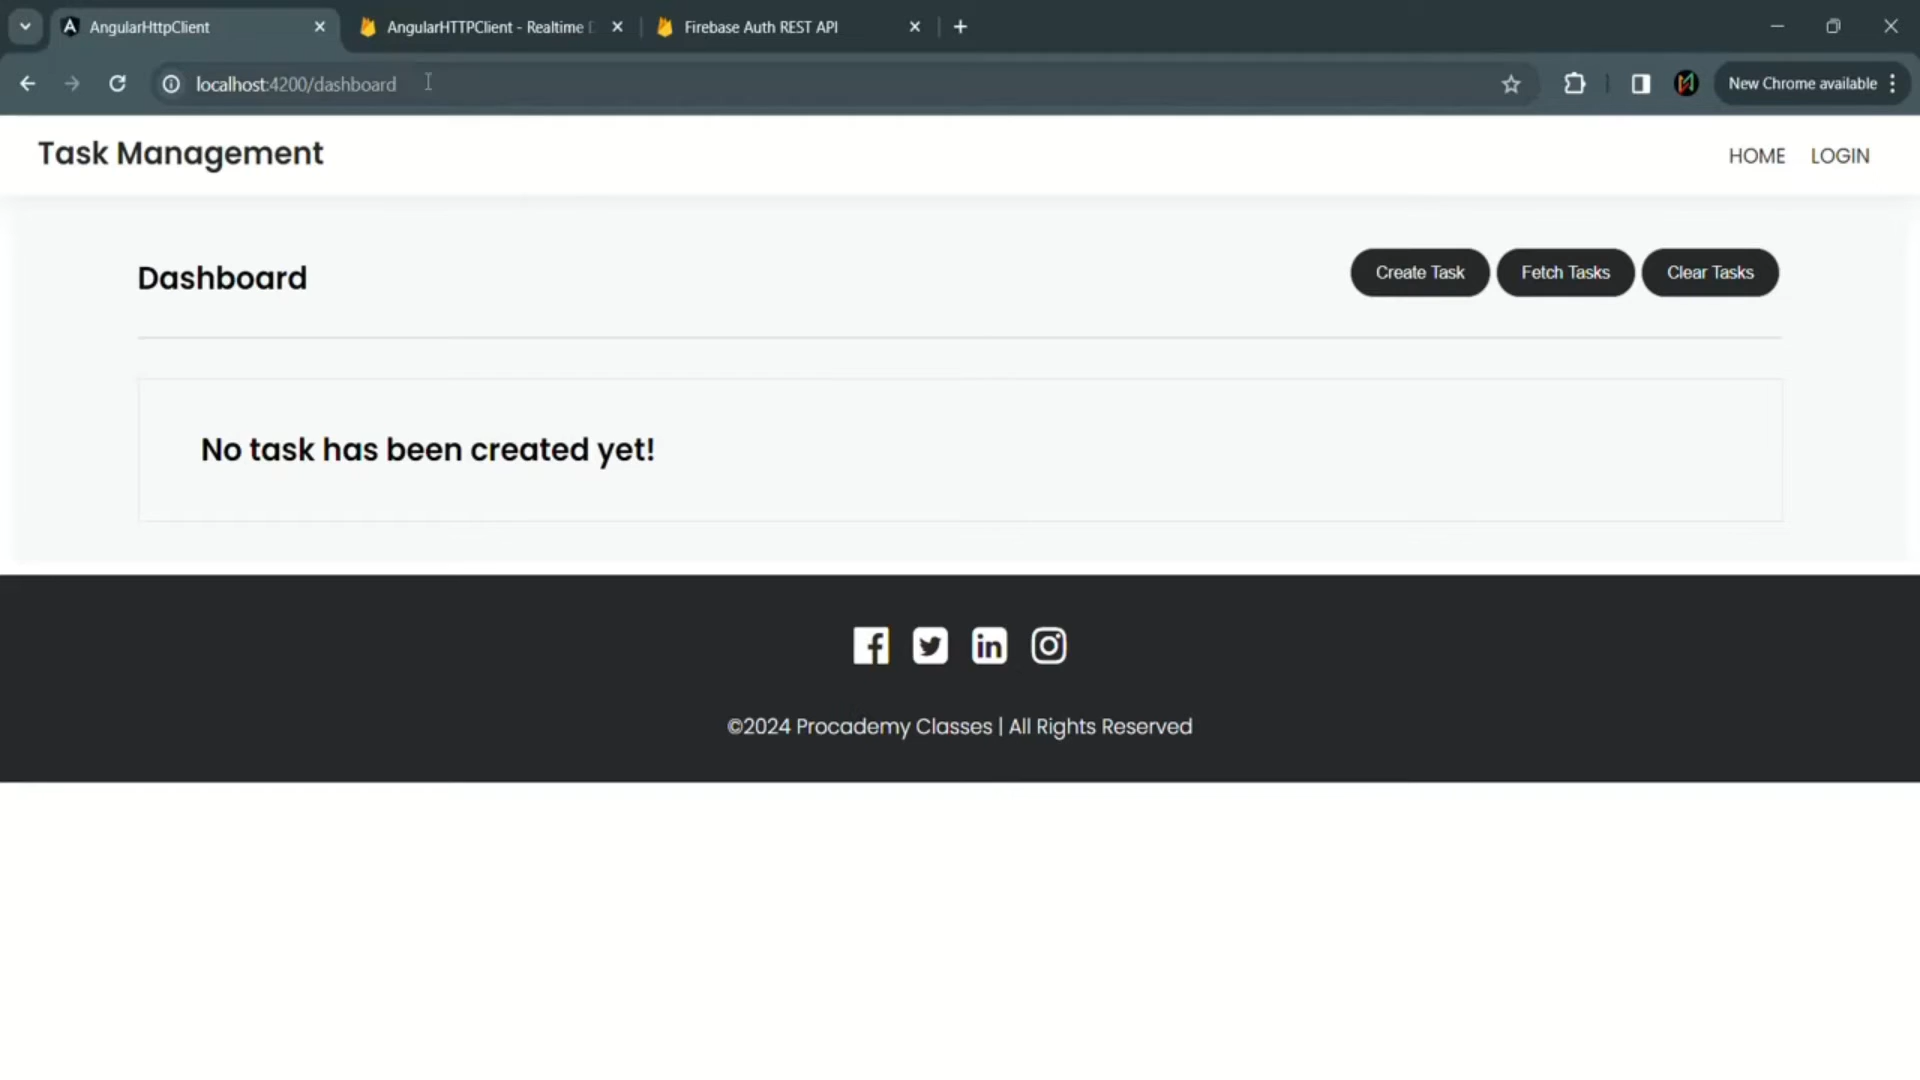 AngularHttpClient
AngularHTTPClient - Realtime
Firebase Auth REST API
localhost:4200/dashboard
New Chrome available
Task Management
HOME
LOGIN
Dashboard
Create Task
Fetch Tasks
Clear Tasks
No task has been created yet!
©2024 Procademy Classes | All Rights Reserved